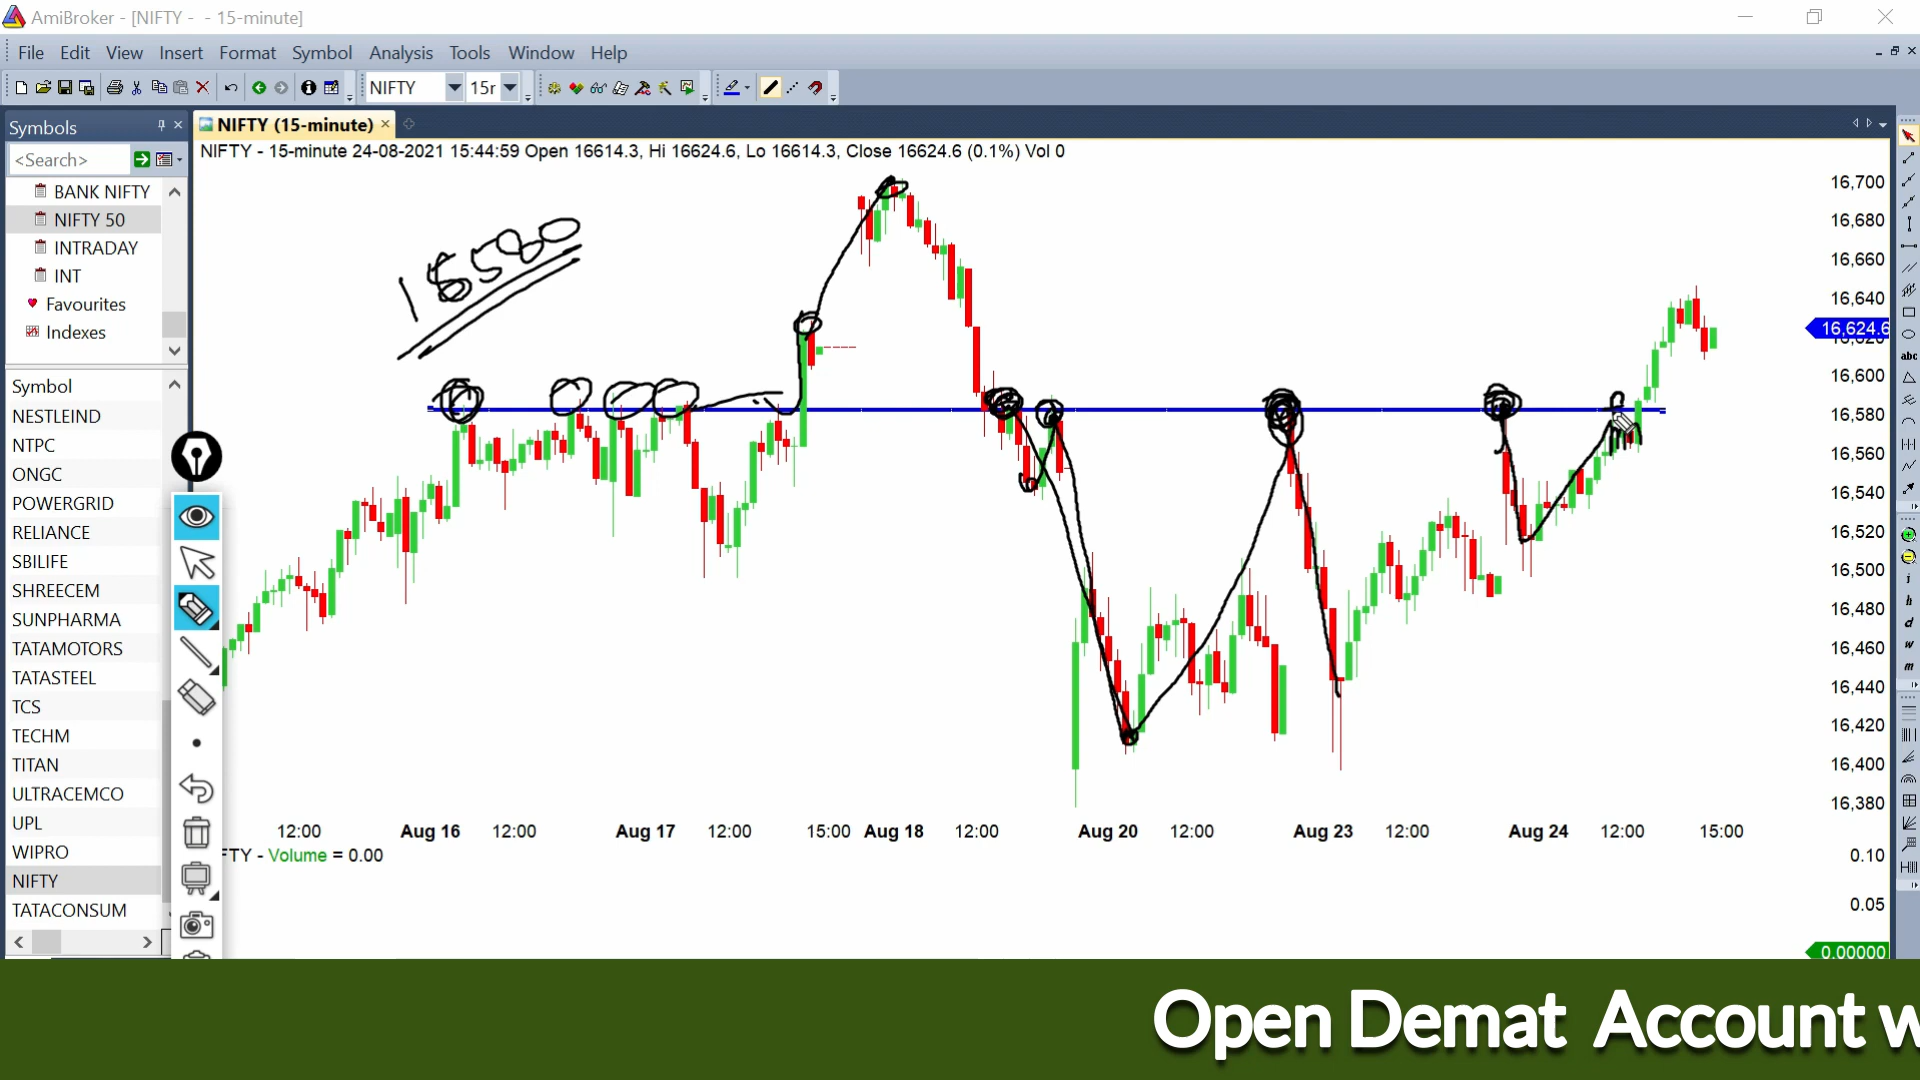 AmiBroker - [NIFTY - - 15-minute]
File Edit View Insert Format Symbol Analysis Tools Window Help
NIFTY 15r
Symbols
NIFTY (15-minute)
<Search>
NIFTY - 15-minute 24-08-2021 15:44:59 Open 16614.3, Hi 16624.6, Lo 16614.3, Close 16624.6 (0.1%) Vol 0
BANK NIFTY
NIFTY 50
INTRADAY
INT
Favourites
Indexes
Symbol
NESTLEIND
NTPC
ONGC
POWERGRID
RELIANCE
SBILIFE
SHREECEM
SUNPHARMA
TATAMOTORS
TATASTEEL
TCS
TECHM
TITAN
ULTRACEMCO
UPL
WIPRO
NIFTY
TATACONSUM
16,700
16,680
16,660
16,640
16,624.6
16,600
16,580
16,560
16,540
16,520
16,500
16,480
16,460
16,440
16,420
16,400
16,380
12:00 Aug 16 12:00 Aug 17 12:00 15:00 Aug 18 12:00 Aug 20 12:00 Aug 23 12:00 Aug 24 12:00 15:00
FTY - Volume = 0.00
0.10
0.05
0.00000
abc
i
h
d
w
m
Open Demat Account w